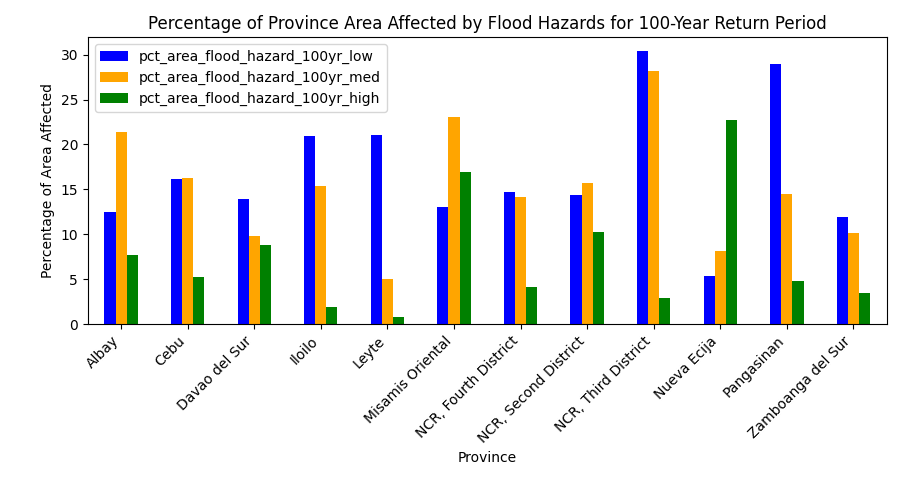 Percentage of Province Area Affected by Flood Hazards for 100-Year Return Period
pct_area_flood_hazard_100yr_low
pct_area_flood_hazard_100yr_med
pct_area_flood_hazard_100yr_high
Percentage of Area Affected
30
25
20
15
10
5
0
Albay
Cebu
Davao del Sur
Iloilo
Leyte
Misamis Oriental
NCR, Fourth District
NCR, Second District
NCR, Third District
Nueva Ecija
Pangasinan
Zamboanga del Sur
Province